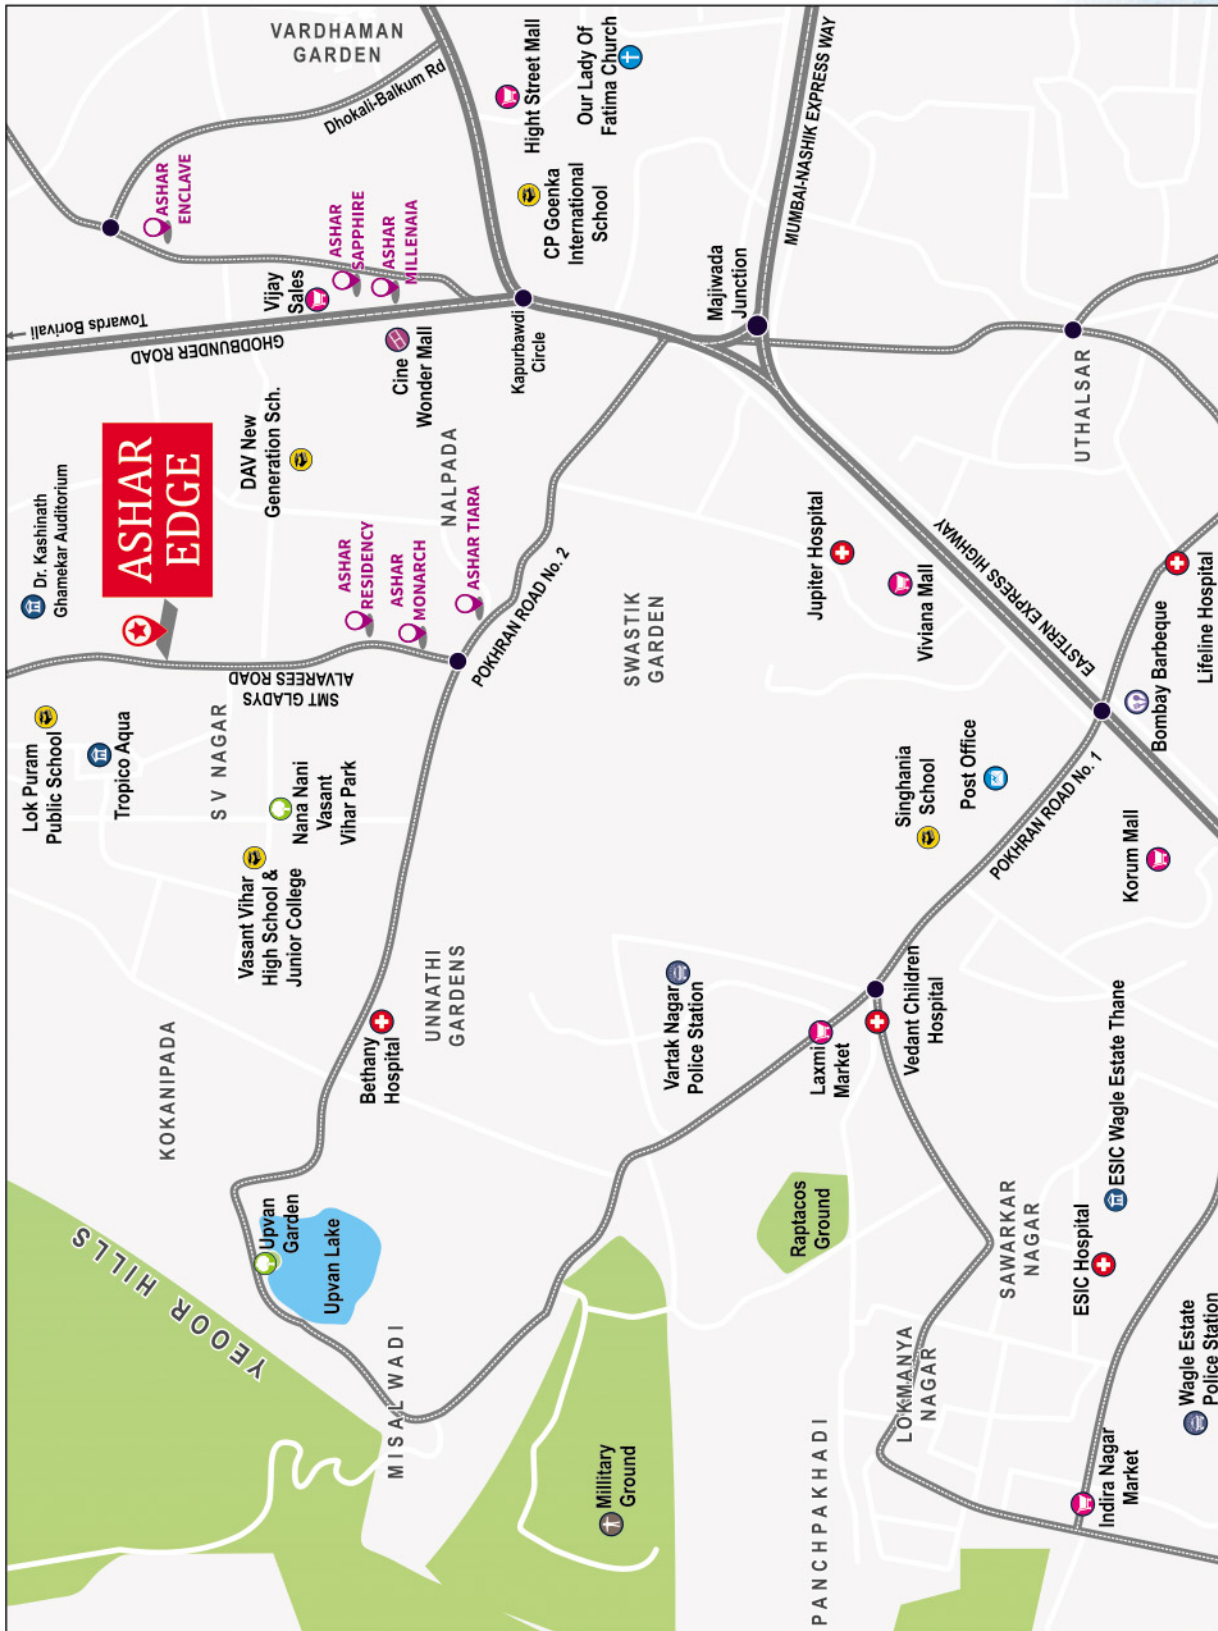 YEOOR HILLS
KOKANIPADA
Lok Puram
Public School
Tropico Aqua
Dr. Kashinath
Ghamekar Auditorium
ASHAR
EDGE
Towards Borivali
GHODBUNDER ROAD
ASHAR
ENCLAVE
VARDHAMAN
GARDEN
Dhokali-Balkum Rd
Upvan
Garden
Upvan Lake
Vasant Vihar
High School &
Junior College
S V NAGAR
Nana Nani
Vasant
Vihar Park
SMT GLADYS
ALVAREES ROAD
DAV New
Generation Sch.
Vijay
Sales
ASHAR
SAPPHIRE
ASHAR
MILLENAIA
MISAL WADI
Bethany
Hospital
UNNATHI
GARDENS
ASHAR
RESIDENCY
ASHAR
MONARCH
ASHAR TIARA
NALPADA
Cine
Wonder Mall
POKHRAN ROAD No. 2
Kapurbawdi
Circle
Hight Street Mall
CP Goenka
International
School
Our Lady Of
Fatima Church
Millitary
Ground
SWASTIK
GARDEN
Vartak Nagar
Police Station
Majiwada
Junction
MUMBAI-NASHIK EXPRESS WAY
Raptacos
Ground
Laxmi
Market
Jupiter Hospital
PANCHPAKHADI
LOKMANYA
NAGAR
Vedant Children
Hospital
Singhania
School
Post Office
Viviana Mall
EASTERN EXPRESS HIGHWAY
SAWARKAR
NAGAR
POKHRAN ROAD No. 1
UTHALSAR
ESIC Hospital
ESIC Wagle Estate Thane
Indira Nagar
Market
Korum Mall
Bombay Barbeque
Lifeline Hospital
Wagle Estate
Police Station